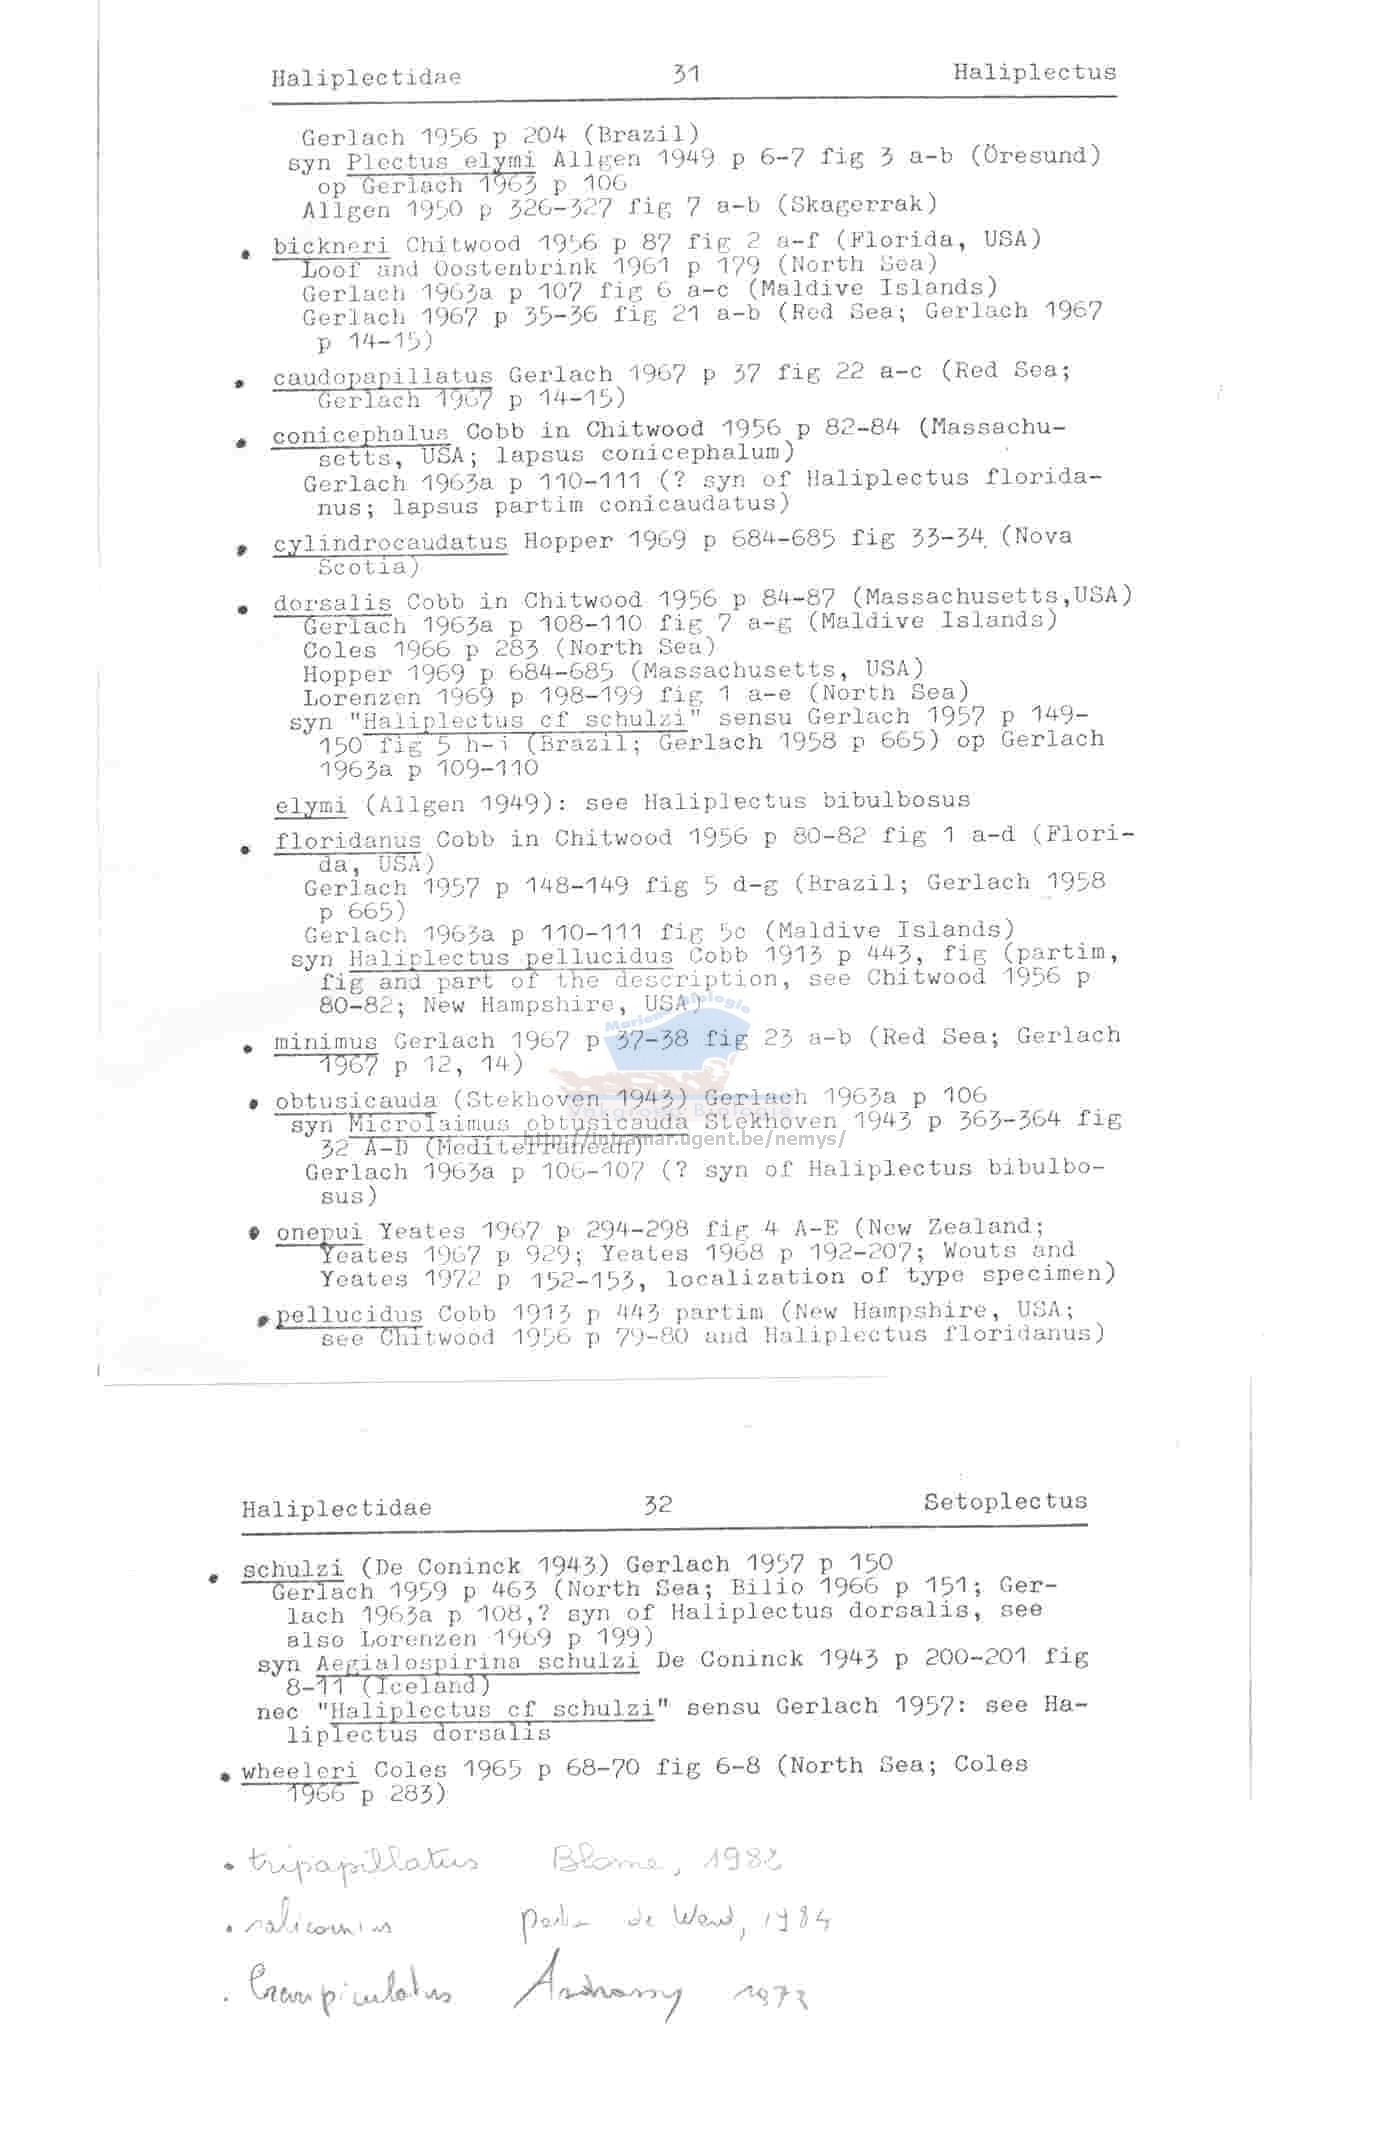 Haliplectidae 31 Haliplectus
Gerlach 1956 p 204 (Brazil)
syn Plectus elymi Allgen 1949 p 6-7 fig 3 a-b (Öresund)
op Gerlach 1963 p 106
Allgen 1950 p 326-327 fig 7 a-b (Skagerrak)
• bickneri Chitwood 1956 p 87 fig 2 a-f (Florida, USA)
Loof and Oostenbrink 1961 p 179 (North Sea)
Gerlach 1963a p 107 fig 6 a-c (Maldive Islands)
Gerlach 1967 p 35-36 fig 21 a-b (Red Sea; Gerlach 1967
p 14-15)
• caudopapillatus Gerlach 1967 p 37 fig 22 a-c (Red Sea;
Gerlach 1967 p 14-15)
• conicephalus Cobb in Chitwood 1956 p 82-84 (Massachu-
setts, USA; lapsus conicephalum)
Gerlach 1963a p 110-111 (? syn of Haliplectus florida-
nus; lapsus partim conicaudatus)
• cylindrocaudatus Hopper 1969 p 684-685 fig 33-34 (Nova
Scotia)
• dorsalis Cobb in Chitwood 1956 p 84-87 (Massachusetts,USA)
Gerlach 1963a p 108-110 fig 7 a-g (Maldive Islands)
Coles 1966 p 283 (North Sea)
Hopper 1969 p 684-685 (Massachusetts, USA)
Lorenzen 1969 p 198-199 fig 1 a-e (North Sea)
syn "Haliplectus cf schulzi" sensu Gerlach 1957 p 149-
150 fig 5 h-i (Brazil; Gerlach 1958 p 665) op Gerlach
1963a p 109-110
elymi (Allgen 1949): see Haliplectus bibulbosus
• floridanus Cobb in Chitwood 1956 p 80-82 fig 1 a-d (Flori-
da, USA)
Gerlach 1957 p 148-149 fig 5 d-g (Brazil; Gerlach 1958
p 665)
Gerlach 1963a p 110-111 fig 5c (Maldive Islands)
syn Haliplectus pellucidus Cobb 1913 p 443, fig (partim,
fig and part of the description, see Chitwood 1956 p
80-82; New Hampshire, USA)
• minimus Gerlach 1967 p 37-38 fig 23 a-b (Red Sea; Gerlach
1967 p 12, 14)
• obtusicauda (Stekhoven 1943) Gerlach 1963a p 106
syn Microlaimus obtusicauda Stekhoven 1943 p 363-364 fig
32 A-D (Mediterranean)
http://intramar.ugent.be/nemys/
Gerlach 1963a p 106-107 (? syn of Haliplectus bibulbo-
sus)
• onepui Yeates 1967 p 294-298 fig 4 A-E (New Zealand;
Yeates 1967 p 929; Yeates 1968 p 192-207; Wouts and
Yeates 1972 p 152-153, localization of type specimen)
• pellucidus Cobb 1913 p 443 partim (New Hampshire, USA;
see Chitwood 1956 p 79-80 and Haliplectus floridanus)
Haliplectidae 32 Setoplectus
• schulzi (De Coninck 1943) Gerlach 1957 p 150
Gerlach 1959 p 463 (North Sea; Bilio 1966 p 151; Ger-
lach 1963a p 108,? syn of Haliplectus dorsalis, see
also Lorenzen 1969 p 199)
syn Aegialospirina schulzi De Coninck 1943 p 200-201 fig
8-11 (Iceland)
nec "Haliplectus cf schulzi" sensu Gerlach 1957: see Ha-
liplectus dorsalis
• wheeleri Coles 1965 p 68-70 fig 6-8 (North Sea; Coles
1966 p 283)
• tripapillatus Blome, 1982
• salicornius de 1984
• Andrassy 1973